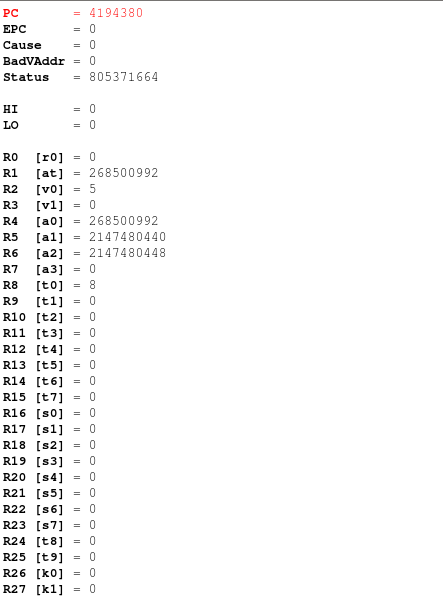 PC = 4194380
EPC = 0
Cause = 0
BadVAddr = 0
Status = 805371664
HI = 0
LO = 0
R0 [r0] = 0
R1 [at] = 268500992
R2 [v0] = 5
R3 [v1] = 0
R4 [a0] = 268500992
R5 [a1] = 2147480440
R6 [a2] = 2147480448
R7 [a3] = 0
R8 [t0] = 8
R9 [t1] = 0
R10 [t2] = 0
R11 [t3] = 0
R12 [t4] = 0
R13 [t5] = 0
R14 [t6] = 0
R15 [t7] = 0
R16 [s0] = 0
R17 [s1] = 0
R18 [s2] = 0
R19 [s3] = 0
R20 [s4] = 0
R21 [s5] = 0
R22 [s6] = 0
R23 [s7] = 0
R24 [t8] = 0
R25 [t9] = 0
R26 [k0] = 0
R27 [k1] = 0